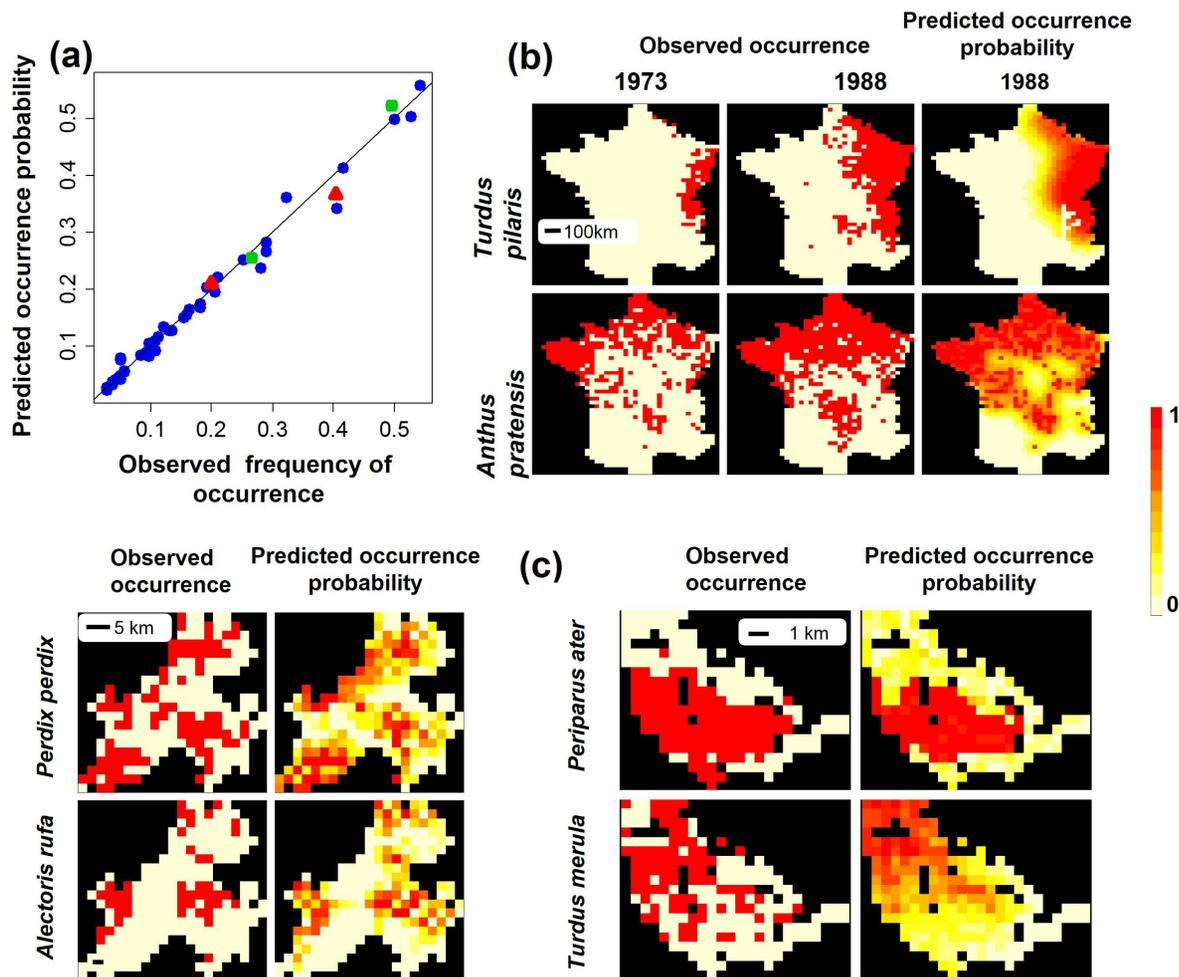 (a)
Predicted occurrence probability
0.5
0.4
0.3
0.2
0.1
0.1 0.2 0.3 0.4 0.5
Observed frequency of
occurrence
(b)
Observed occurrence
Predicted occurrence
probability
1973
1988
1988
Turdus
pilaris
100km
Anthus
pratensis
1
0
Observed
occurrence
Predicted occurrence
probability
Perdix perdix
5 km
Alectoris rufa
(c)
Observed
occurrence
Predicted occurrence
probability
Periparus ater
1 km
Turdus merula